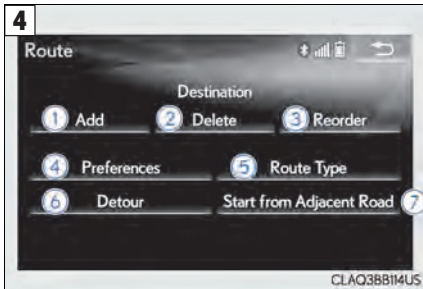 4
Route
Destination
1 Add 2 Delete 3 Reorder
4 Preferences 5 Route Type
6 Detour Start from Adjacent Road 7
CLAQ3BB114US